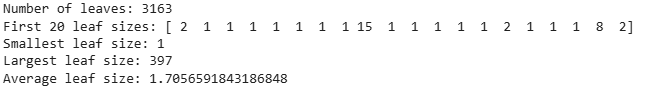 Number of leaves: 3163
First 20 leaf sizes: [ 2  1  1  1  1  1  1  1 15  1  1  1  1  1  2  1  1  1  8  2]
Smallest leaf size: 1
Largest leaf size: 397
Average leaf size: 1.7056591843186848